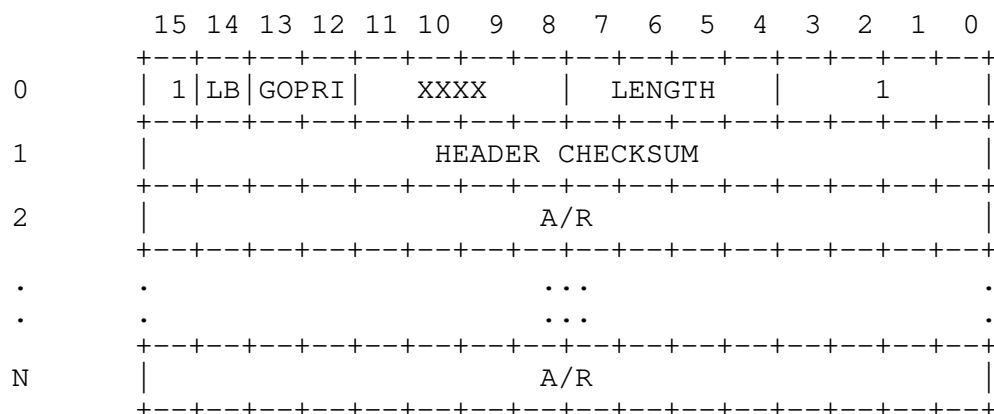 15 14 13 12 11 10 9 8 7 6 5 4 3 2 1 0
+--+--+--+--+--+--+--+--+--+--+--+--+--+--+--+--+
0 | 1|LB|GOPRI| XXXX | LENGTH | 1 |
+--+--+--+--+--+--+--+--+--+--+--+--+--+--+--+--+
1 | HEADER CHECKSUM |
+--+--+--+--+--+--+--+--+--+--+--+--+--+--+--+--+
2 | A/R |
+--+--+--+--+--+--+--+--+--+--+--+--+--+--+--+--+
. . ... .
. . ... .
+--+--+--+--+--+--+--+--+--+--+--+--+--+--+--+--+
N | A/R |
+--+--+--+--+--+--+--+--+--+--+--+--+--+--+--+--+